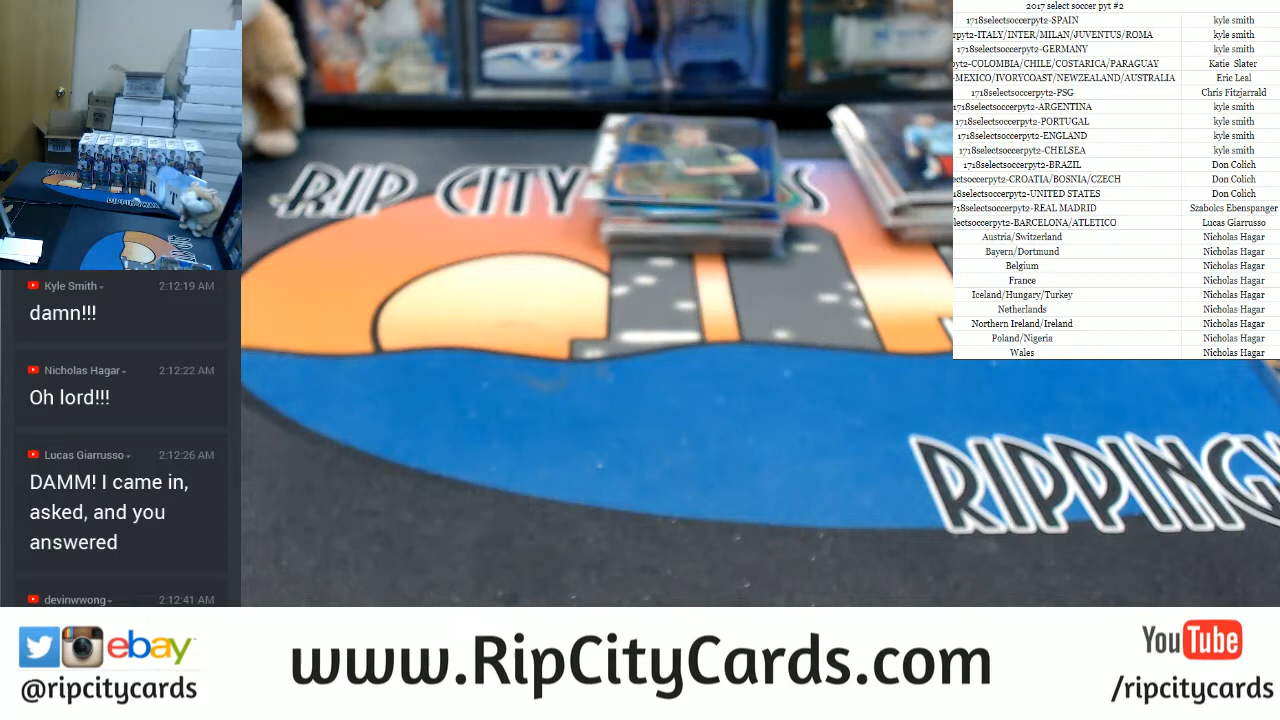 2017 select soccer pyt #2
1718selectsoccerpyt2-SPAIN kyle smith
rpyt2-ITALY/INTER/MILAN/JUVENTUS/ROMA kyle smith
1718selectsoccerpyt2-GERMANY kyle smith
pyt2-COLOMBIA/CHILE/COSTARICA/PARAGUAY Katie Slater
-MEXICO/IVORYCOAST/NEWZEALAND/AUSTRALIA Eric Leal
1718selectsoccerpyt2-PSG Chris Fitzjarrald
1718selectsoccerpyt2-ARGENTINA kyle smith
1718selectsoccerpyt2-PORTUGAL kyle smith
1718selectsoccerpyt2-ENGLAND kyle smith
1718selectsoccerpyt2-CHELSEA kyle smith
1718selectsoccerpyt2-BRAZIL Don Colich
ectsoccerpyt2-CROATIA/BOSNIA/CZECH Don Colich
18selectsoccerpyt2-UNITED STATES Don Colich
1718selectsoccerpyt2-REAL MADRID Szabolcs Ebenspanger
lectsoccerpyt2-BARCELONA/ATLETICO Lucas Giarrusso
Austria/Switzerland Nicholas Hagar
Bayern/Dortmund Nicholas Hagar
Belgium Nicholas Hagar
France Nicholas Hagar
Iceland/Hungary/Turkey Nicholas Hagar
Netherlands Nicholas Hagar
Northern Ireland/Ireland Nicholas Hagar
Poland/Nigeria Nicholas Hagar
Wales Nicholas Hagar
RIP CITY DS
RIPPING
Kyle Smith 2:12:19 AM
damn!!!
Nicholas Hagar 2:12:22 AM
Oh lord!!!
Lucas Giarrusso 2:12:26 AM
DAMM! I came in,
asked, and you
answered
devinwwong 2:12:41 AM
ebay
@ripcitycards
www.RipCityCards.com
YouTube
/ripcitycards